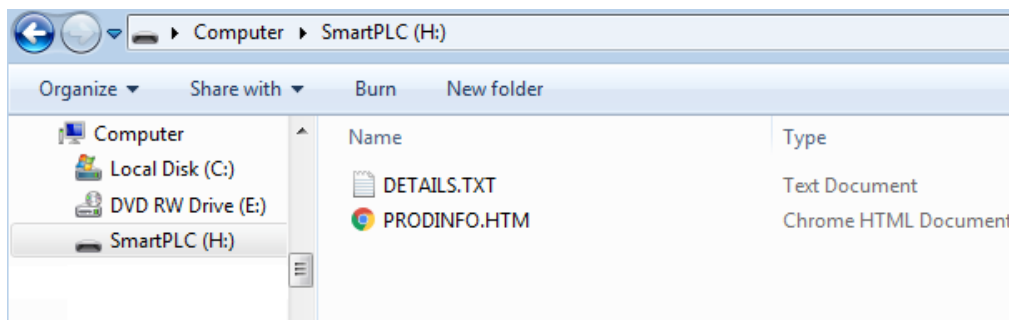 Computer SmartPLC (H:)
Organize Share with Burn New folder
Computer
Local Disk (C:)
DVD RW Drive (E:)
SmartPLC (H:)
Name Type
DETAILS.TXT Text Document
PRODINFO.HTM Chrome HTML Document